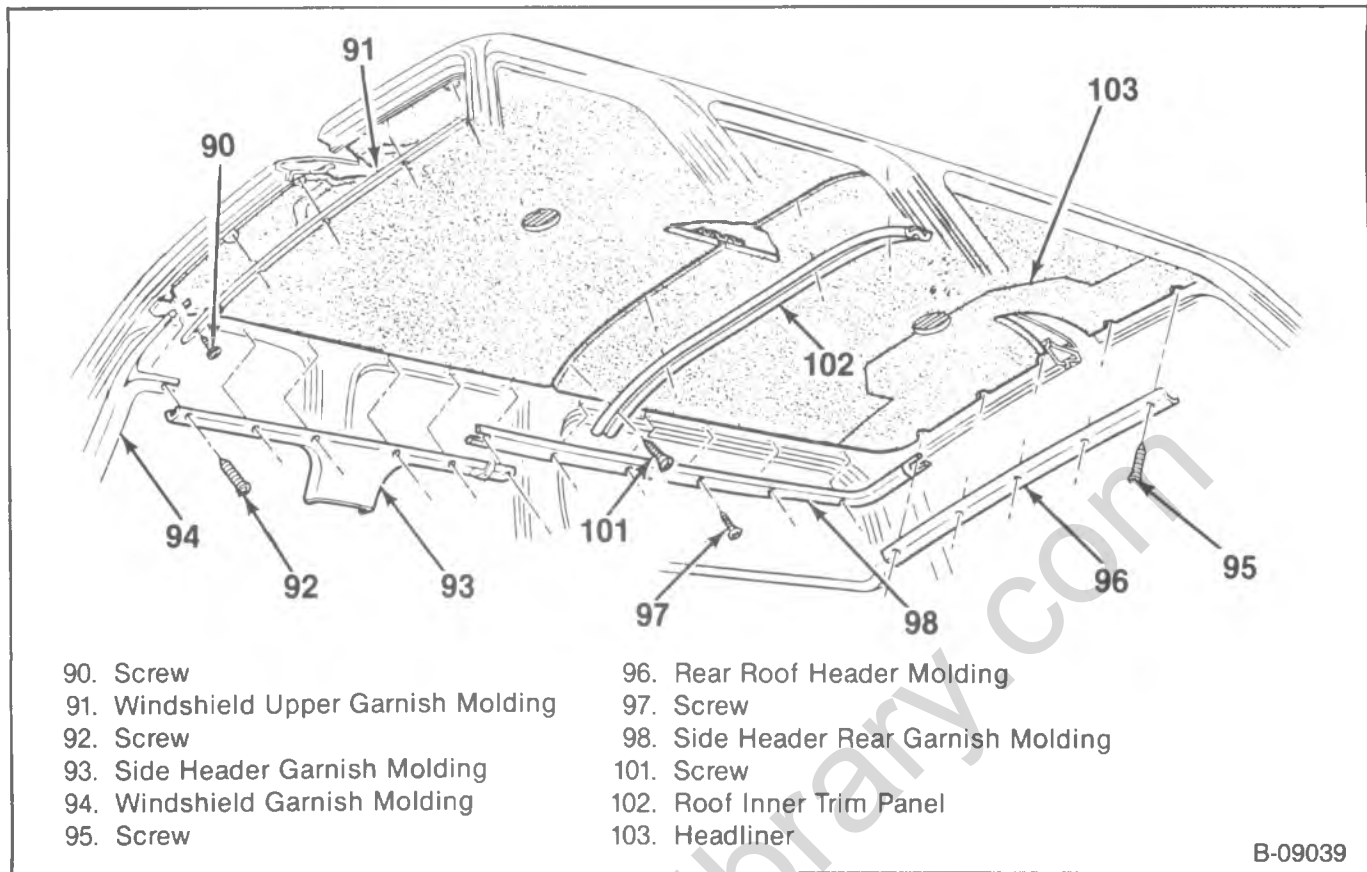 91
103
90
102
101
94
92
93
97
98
96
95
90. Screw
91. Windshield Upper Garnish Molding
92. Screw
93. Side Header Garnish Molding
94. Windshield Garnish Molding
95. Screw
96. Rear Roof Header Molding
97. Screw
98. Side Header Rear Garnish Molding
101. Screw
102. Roof Inner Trim Panel
103. Headliner
B-09039
brary.com